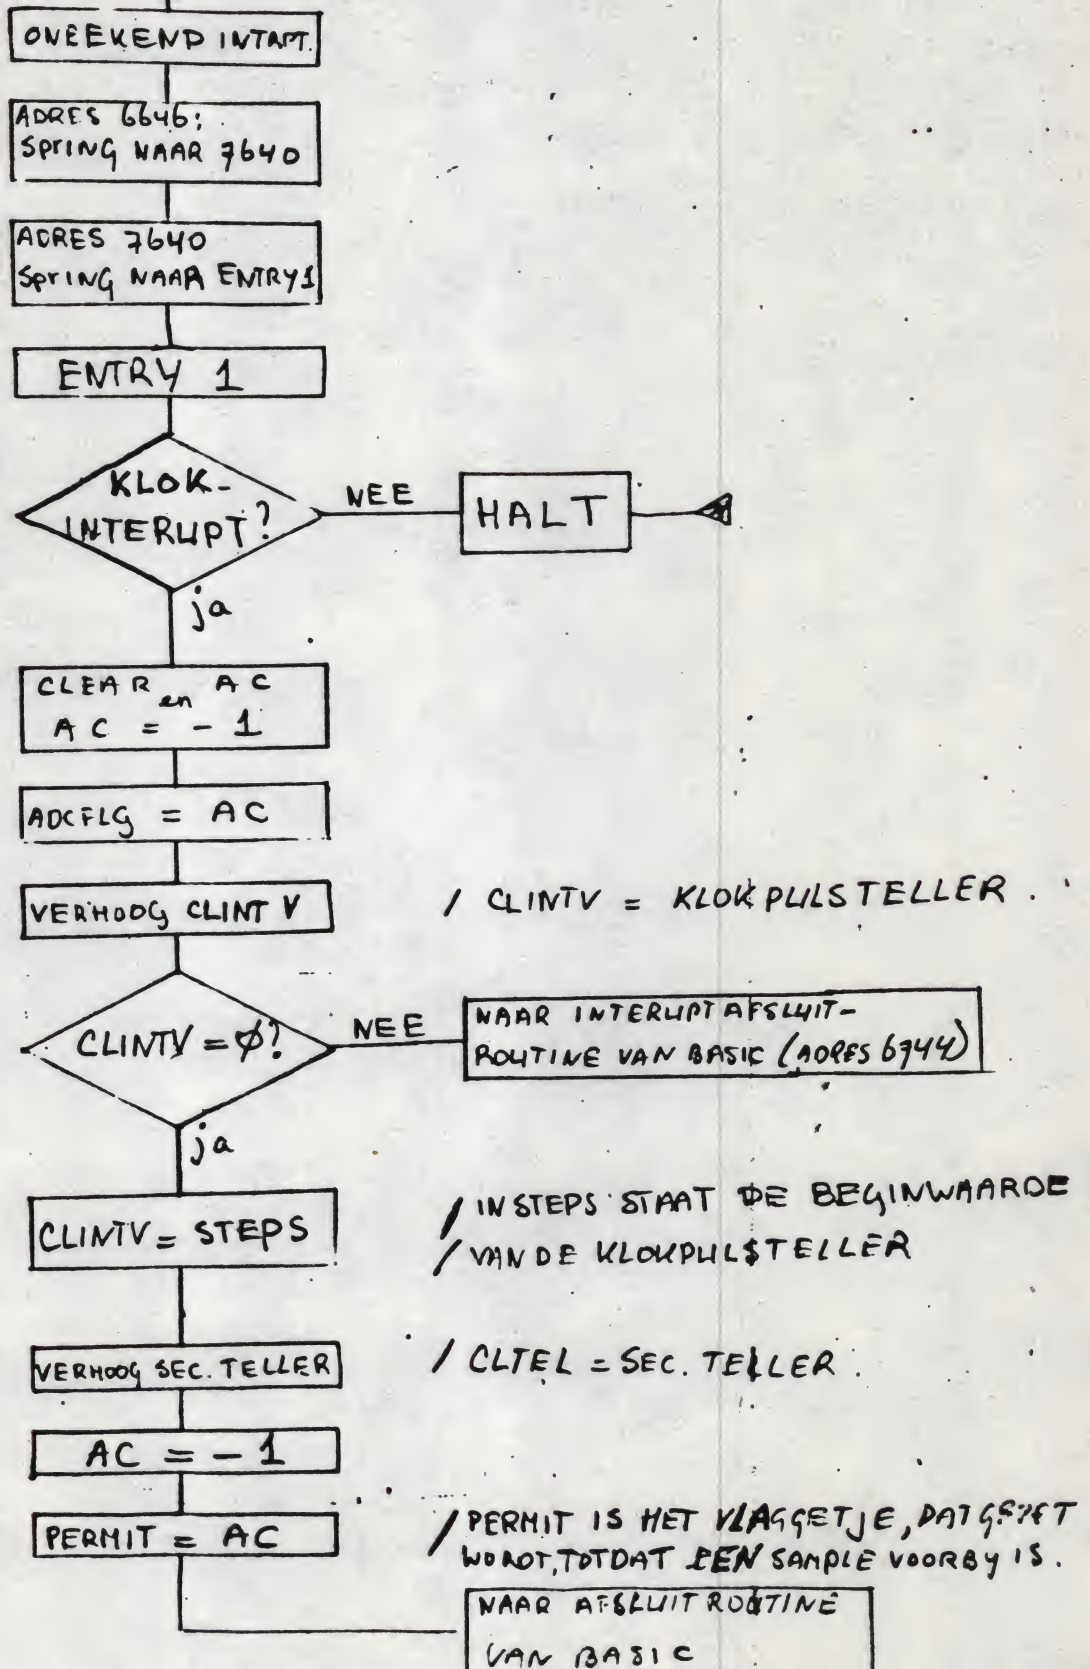 ONBEKEND INTRPT.
ADRES 6646;
SPRING NAAR 7640
ADRES 7640
SPRING NAAR ENTRY1
ENTRY 1
KLOK-
INTERUPT?
NEE
HALT
ja
CLEAR en AC
AC = - 1
ADCFLG = AC
VERHOOG CLINTV
/ CLINTV = KLOKPULSTELLER.
CLINTV = Ø?
NEE
NAAR INTERUPTAFSLUIT-
ROUTINE VAN BASIC (ADRES 6744)
ja
CLINTV = STEPS
/ IN STEPS STAAT DE BEGINWAARDE
/ VAN DE KLOKPULSTELLER
VERHOOG SEC. TELLER
/ CLTEL = SEC. TELLER.
AC = - 1
PERMIT = AC
/ PERMIT IS HET VLAGGETJE, DAT GEZET
WORDT, TOTDAT EEN SAMPLE VOORBY IS.
NAAR AFSLUITROUTINE
VAN BASIC